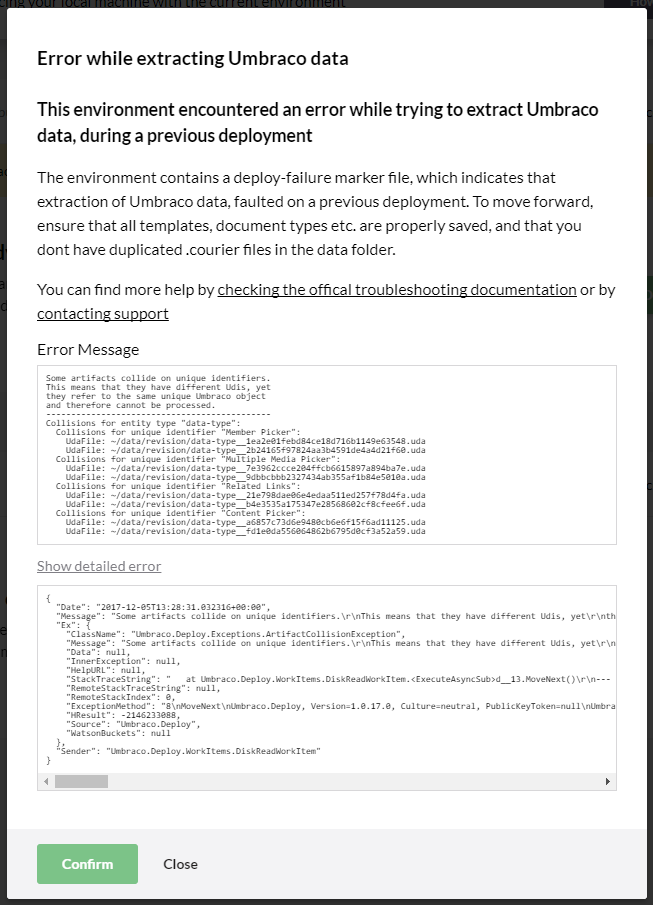 cing your local machine with the current environment
Error while extracting Umbraco data
This environment encountered an error while trying to extract Umbraco
data, during a previous deployment
The environment contains a deploy-failure marker file, which indicates that
extraction of Umbraco data, faulted on a previous deployment. To move forward,
ensure that all templates, document types etc. are properly saved, and that you
dont have duplicated .courier files in the data folder.
You can find more help by checking the offical troubleshooting documentation or by
contacting support
Error Message
Some artifacts collide on unique identifiers.
This means that they have different Udis, yet
they refer to the same unique Umbraco object
and therefore cannot be processed.
---------------------------------------------
Collisions for entity type "data-type":
Collisions for unique identifier "Member Picker":
UdaFile: ~/data/revision/data-type__1ea2e01febd84ce18d716b1149e63548.uda
UdaFile: ~/data/revision/data-type__2b24165f97824aa3b4591de4a4d21f60.uda
Collisions for unique identifier "Multiple Media Picker":
UdaFile: ~/data/revision/data-type__7e3962ccce204ffcb6615897a894ba7e.uda
UdaFile: ~/data/revision/data-type__9dbbcbbb2327434ab355af1b84e5010a.uda
Collisions for unique identifier "Related Links":
UdaFile: ~/data/revision/data-type__21e798dae06e4edaa511ed257f78d4fa.uda
UdaFile: ~/data/revision/data-type__b4e3535a175347e28568602cf8cfee6f.uda
Collisions for unique identifier "Content Picker":
UdaFile: ~/data/revision/data-type__a6857c73d6e9480cb6e6f15f6ad11125.uda
UdaFile: ~/data/revision/data-type__fd1e0da556064862b6795d0cf3a52a59.uda
Show detailed error
{
"Date": "2017-12-05T13:28:31.032316+00:00",
"Message": "Some artifacts collide on unique identifiers.\r\nThis means that they have different Udis, yet\r\nth
"Ex": {
"ClassName": "Umbraco.Deploy.Exceptions.ArtifactCollisionException",
"Message": "Some artifacts collide on unique identifiers.\r\nThis means that they have different Udis, yet\r\n
"Data": null,
"InnerException": null,
"HelpURL": null,
"StackTraceString": "   at Umbraco.Deploy.WorkItems.DiskReadWorkItem.<ExecuteAsyncSub>d__13.MoveNext()\r\n---
"RemoteStackTraceString": null,
"RemoteStackIndex": 0,
"ExceptionMethod": "8\nMoveNext\nUmbraco.Deploy, Version=1.0.17.0, Culture=neutral, PublicKeyToken=null\nUmbra
"HResult": -2146233088,
"Source": "Umbraco.Deploy",
"WatsonBuckets": null
},
"Sender": "Umbraco.Deploy.WorkItems.DiskReadWorkItem"
}
Confirm
Close